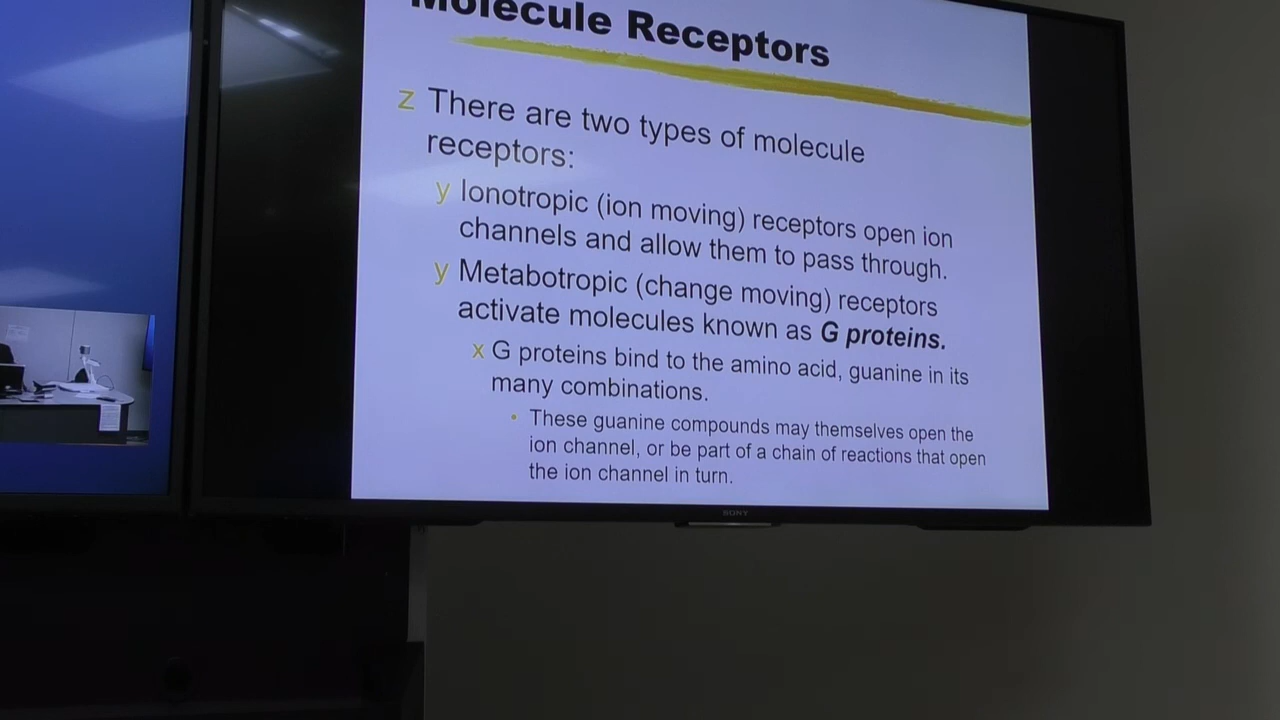 Molecule Receptors
z There are two types of molecule
receptors:
y Ionotropic (ion moving) receptors open ion
channels and allow them to pass through.
y Metabotropic (change moving) receptors
activate molecules known as G proteins.
x G proteins bind to the amino acid, guanine in its
many combinations.
• These guanine compounds may themselves open the
ion channel, or be part of a chain of reactions that open
the ion channel in turn.
SONY